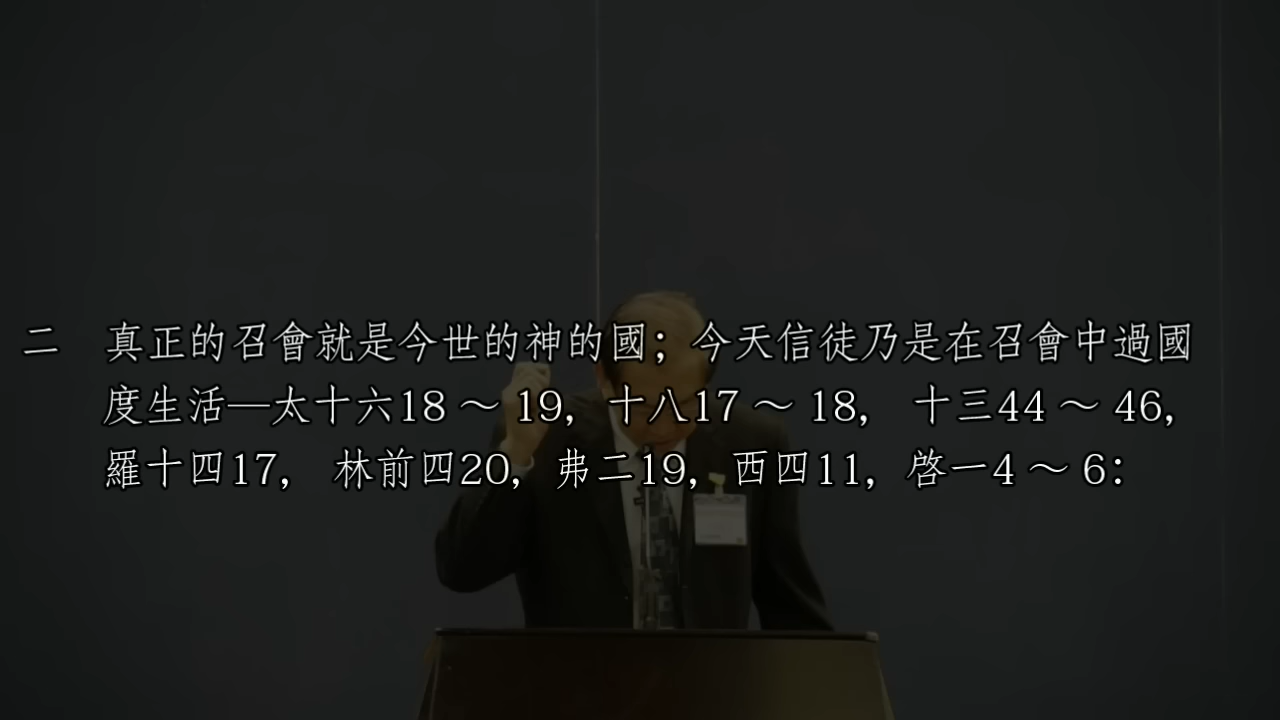 二 真正的召會就是今世的神的國；今天信徒乃是在召會中過國
度生活—太十六18 ～ 19，十八17 ～ 18， 十三44 ～ 46，
羅十四17， 林前四20，弗二19，西四11，啓一4 ～ 6：